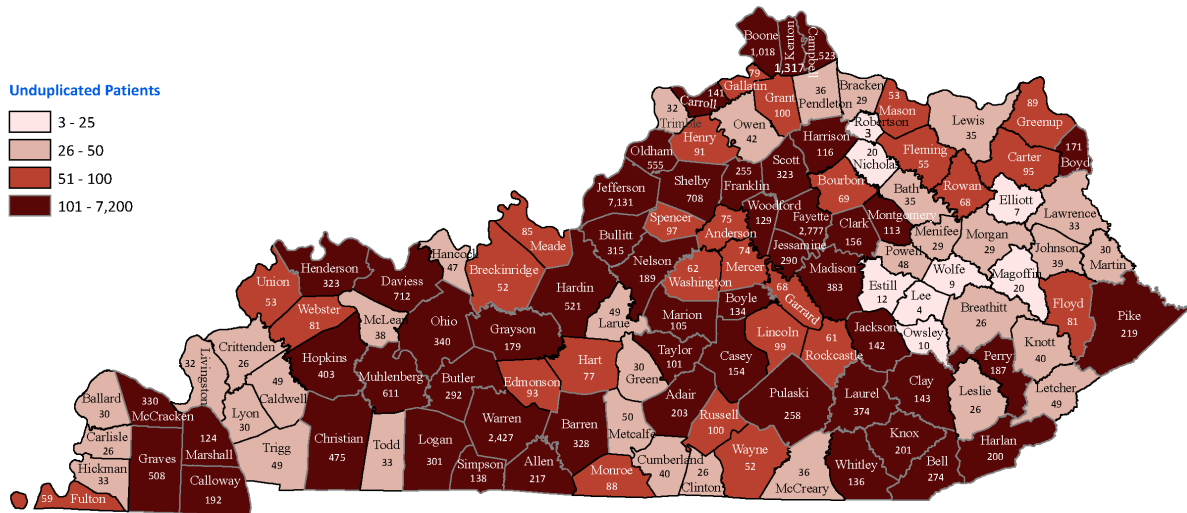 Unduplicated Patients
3 - 25
26 - 50
51 - 100
101 - 7,200
Boone
1,018
Kenton
1,317
Campbell
523
79
Gallatin
141
Carroll
Grant
100
36
Pendleton
Bracken
29
53
Mason
Robertson
3
Lewis
35
89
Greenup
32
Trimble
Owen
42
Henry
91
Harrison
116
20
Nicholas
Fleming
55
Carter
95
171
Boyd
Oldham
555
Scott
323
Bourbon
69
Bath
35
Rowan
68
Elliott
7
Lawrence
33
Jefferson
7,131
Shelby
708
255
Franklin
Woodford
129
Fayette
2,777
Clark
156
Montgomery
113
Menifee
29
Morgan
29
Johnson
39
30
Martin
Spencer
97
75
Anderson
Bullitt
315
Jessamine
290
Powell
48
Wolfe
9
Magoffin
20
85
Meade
Nelson
189
74
Mercer
62
Washington
Madison
383
Estill
12
Lee
4
Breathitt
26
Floyd
81
Pike
219
Hancock
47
Breckinridge
52
Hardin
521
Boyle
134
68
Garrard
Owsley
10
Henderson
323
Daviess
712
Union
53
Webster
81
McLean
38
Ohio
340
Grayson
179
49
Larue
Marion
105
Lincoln
99
61
Rockcastle
Jackson
142
Perry
187
Knott
40
Crittenden
26
Hopkins
403
Muhlenberg
611
Butler
292
Edmonson
93
Hart
77
30
Green
Taylor
101
Casey
154
Clay
143
Leslie
26
Letcher
49
32
Livingston
49
Caldwell
Lyon
30
Adair
203
Pulaski
258
Laurel
374
Ballard
30
330
McCracken
Warren
2,427
Barren
328
50
Metcalfe
Russell
100
Knox
201
Harlan
200
Carlisle
26
Graves
508
124
Marshall
Trigg
49
Christian
475
Todd
33
Logan
301
Simpson
138
Allen
217
Monroe
88
Cumberland
40
26
Clinton
Wayne
52
36
McCreary
Whitley
136
Bell
274
Hickman
33
Calloway
192
59
Fulton